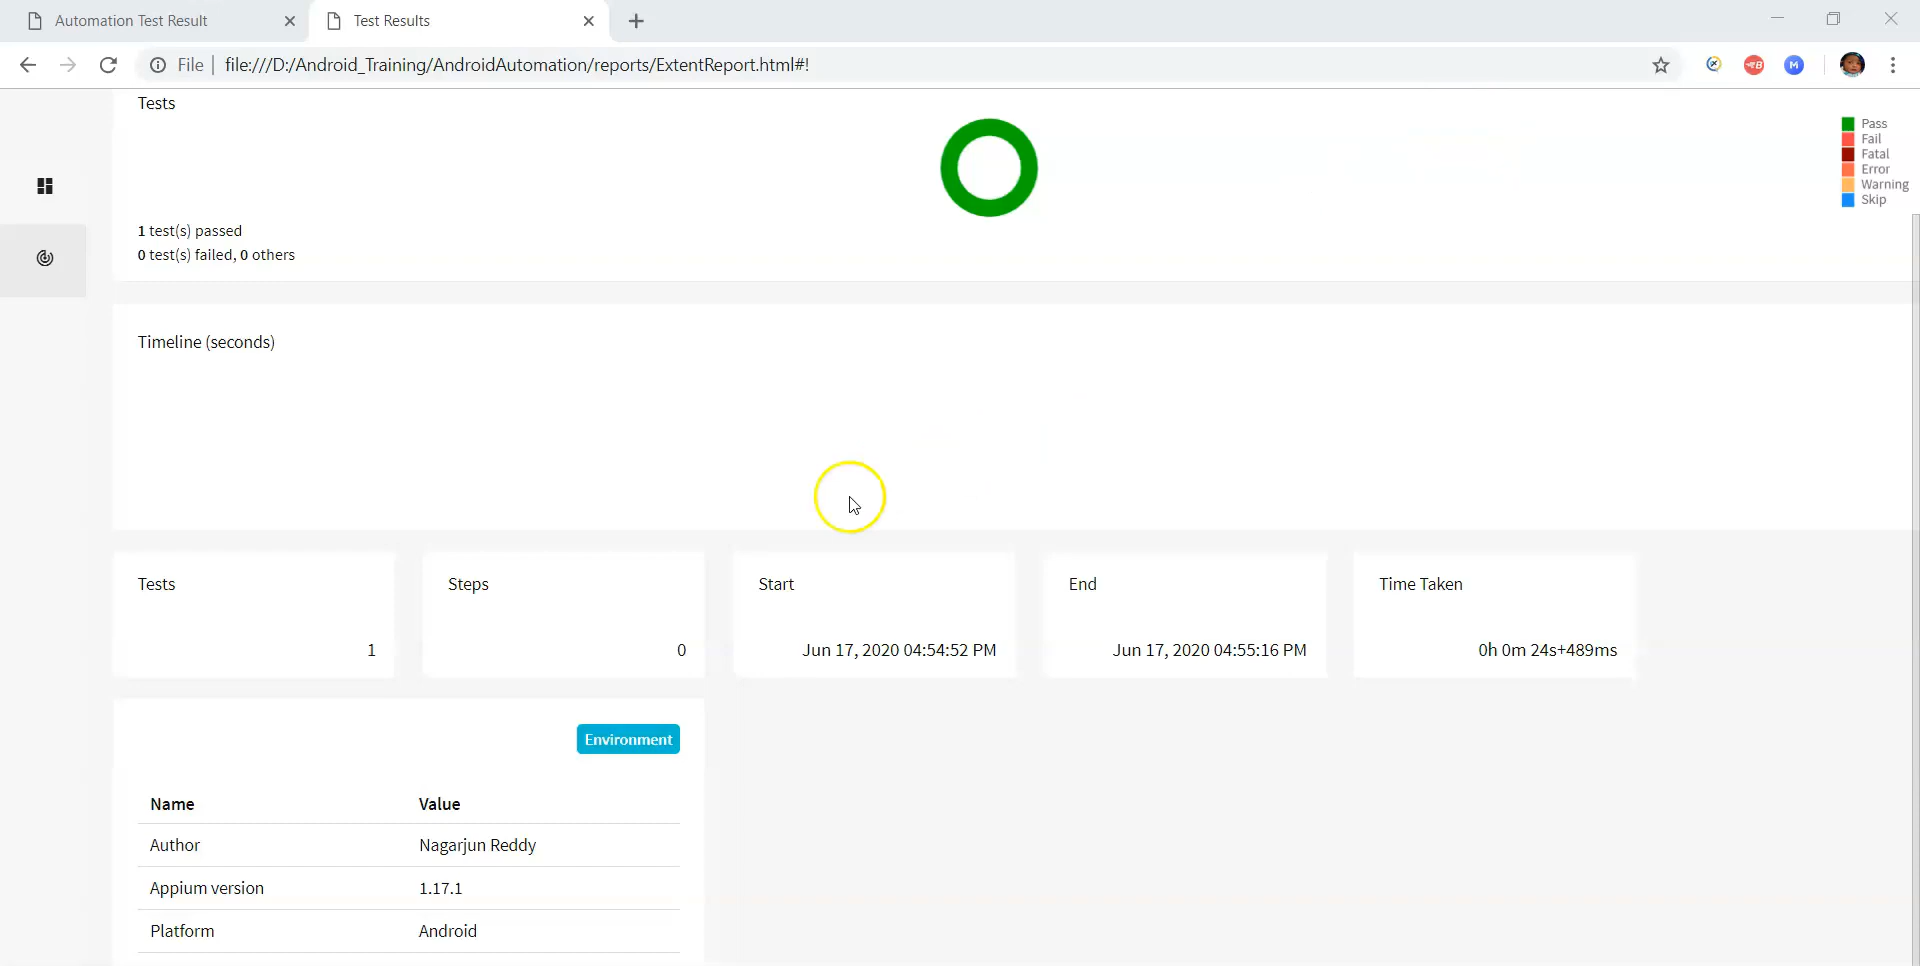 Automation Test Result
Test Results
File
file:///D:/Android_Training/AndroidAutomation/reports/ExtentReport.html#!
B
M
Tests
Pass
Fail
Fatal
Error
Warning
Skip
1 test(s) passed
0 test(s) failed, 0 others
Timeline (seconds)
Tests
1
Steps
0
Start
Jun 17, 2020 04:54:52 PM
End
Jun 17, 2020 04:55:16 PM
Time Taken
0h 0m 24s+489ms
Environment
Name Value
Author Nagarjun Reddy
Appium version 1.17.1
Platform Android